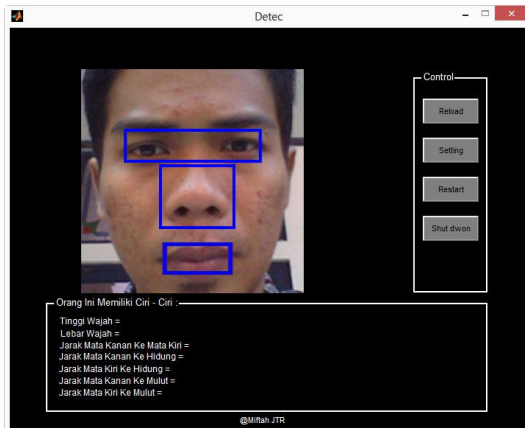 Detec
Control
Reload
Setting
Restart
Shut dwon
Orang Ini Memiliki Ciri - Ciri :
Tinggi Wajah =
Lebar Wajah =
Jarak Mata Kanan Ke Mata Kiri =
Jarak Mata Kanan Ke Hidung =
Jarak Mata Kiri Ke Hidung =
Jarak Mata Kanan Ke Mulut =
Jarak Mata Kiri Ke Mulut =
@Miftah JTR